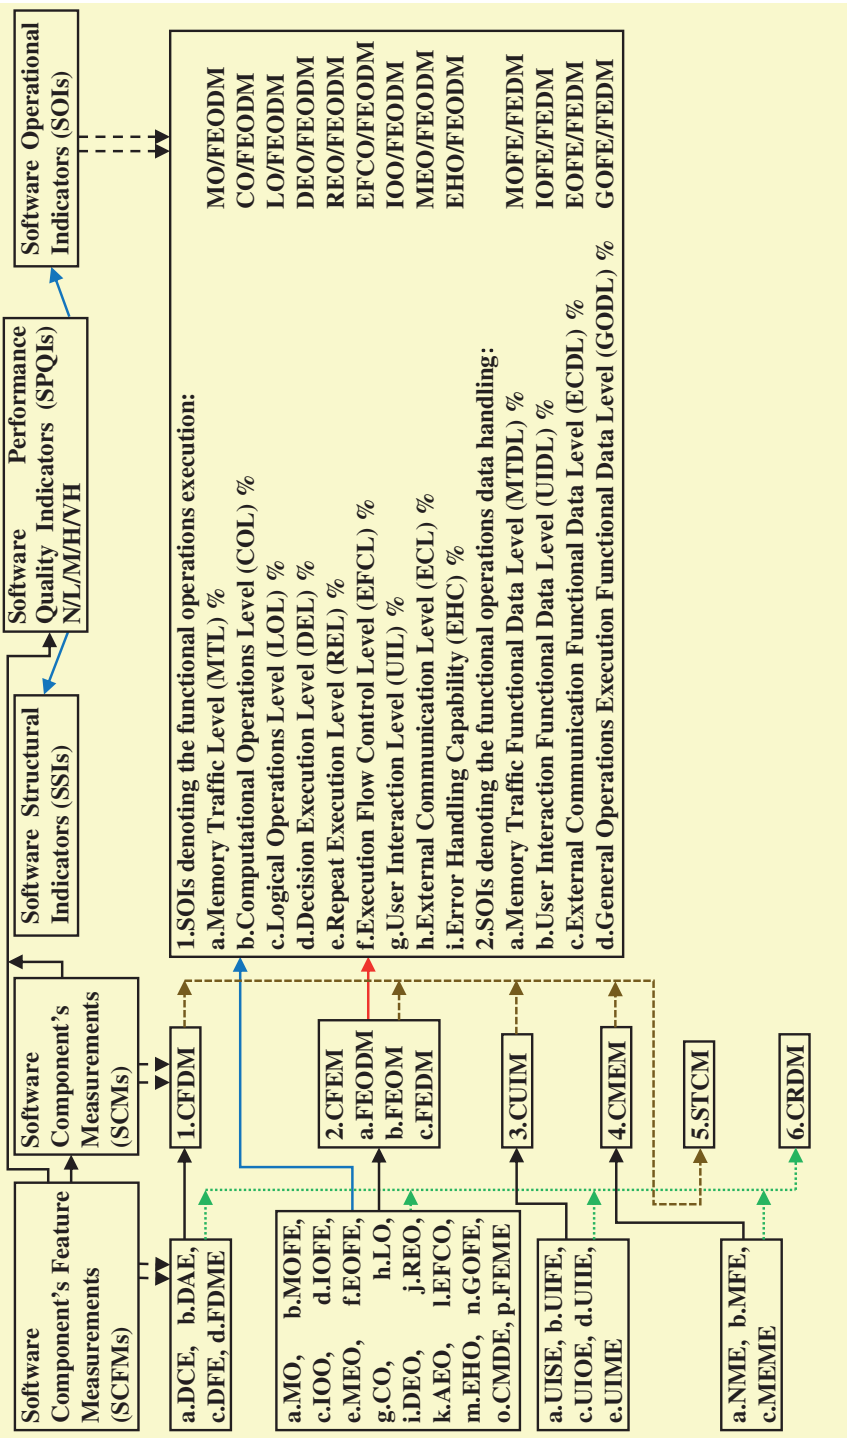 Software
Component's Feature
Measurements
(SCFMs)
Software
Component's
Measurements
(SCMs)
Software Structural
Indicators (SSIs)
Software Performance
Quality Indicators (SPQIs)
N/L/M/H/VH
Software Operational
Indicators (SOIs)
a.DCE, b.DAE,
c.DFE, d.FDME
a.MO, b.MOFE,
c.IOO, d.IOFE,
e.MEO, f.EOFE,
g.CO, h.LO,
i.DEO, j.REO,
k.AEO, l.EFCO,
m.EHO, n.GOFE,
o.CMDE, p.FEME
a.UISE, b.UIFE,
c.UIOE, d.UIIE,
e.UIME
a.NME, b.MFE,
c.MEME
1.CFDM
2.CFEM
a.FEODM
b.FEOM
c.FEDM
3.CUIM
4.CMEM
5.STCM
6.CRDM
1.SOIs denoting the functional operations execution:
a.Memory Traffic Level (MTL) % MO/FEODM
b.Computational Operations Level (COL) % CO/FEODM
c.Logical Operations Level (LOL) % LO/FEODM
d.Decision Execution Level (DEL) % DEO/FEODM
e.Repeat Execution Level (REL) % REO/FEODM
f.Execution Flow Control Level (EFCL) % EFCO/FEODM
g.User Interaction Level (UIL) % IOO/FEODM
h.External Communication Level (ECL) % MEO/FEODM
i.Error Handling Capability (EHC) % EHO/FEODM
2.SOIs denoting the functional operations data handling:
a.Memory Traffic Functional Data Level (MTDL) % MOFE/FEDM
b.User Interaction Functional Data Level (UIDL) % IOFE/FEDM
c.External Communication Functional Data Level (ECDL) % EOFE/FEDM
d.General Operations Execution Functional Data Level (GODL) % GOFE/FEDM